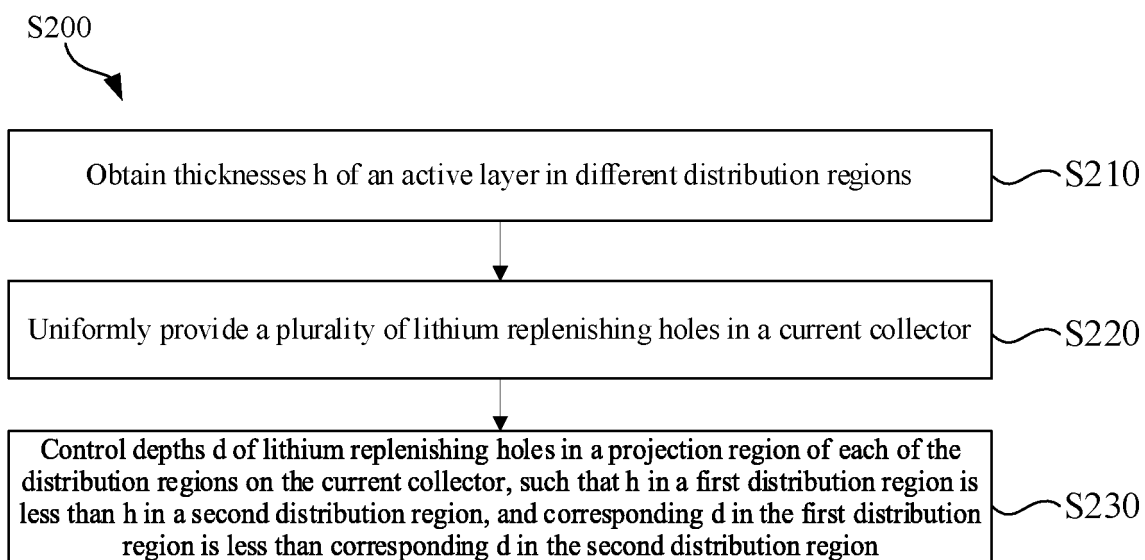 S200
Obtain thicknesses h of an active layer in different distribution regions
S210
Uniformly provide a plurality of lithium replenishing holes in a current collector
S220
Control depths d of lithium replenishing holes in a projection region of each of the
distribution regions on the current collector, such that h in a first distribution region is
less than h in a second distribution region, and corresponding d in the first distribution
region is less than corresponding d in the second distribution region
S230